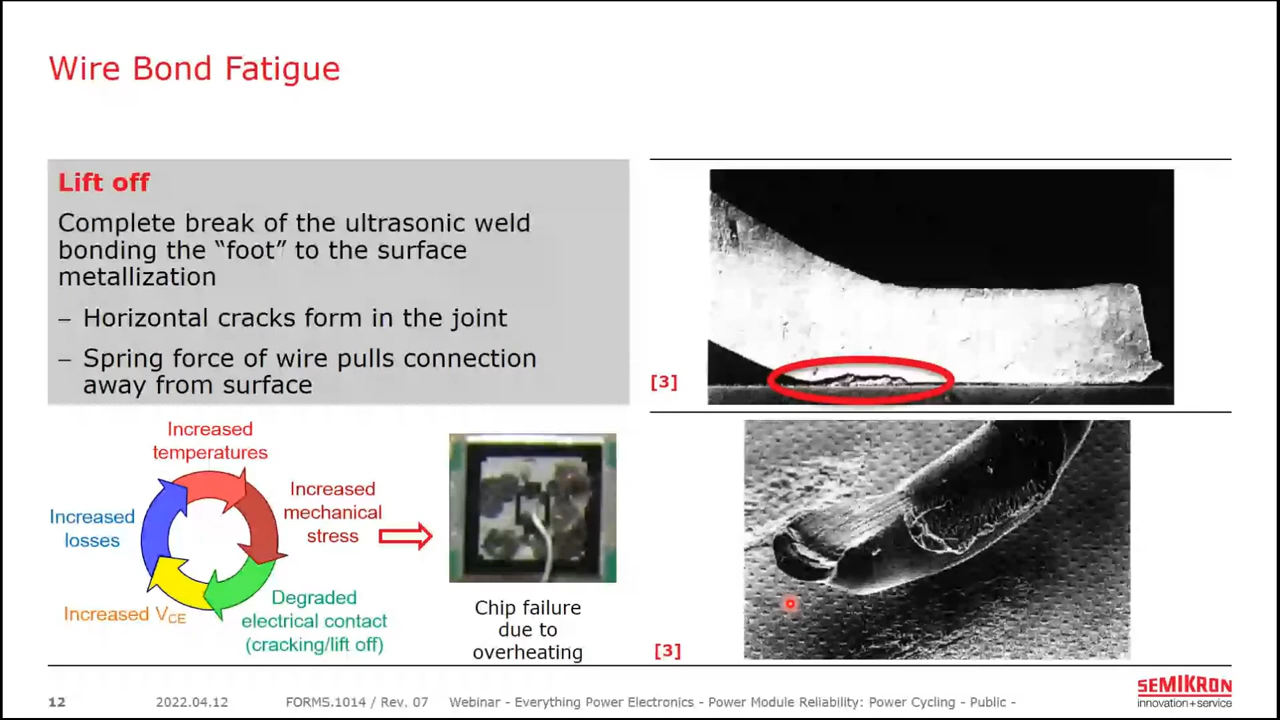 Wire Bond Fatigue
Lift off
Complete break of the ultrasonic weld
bonding the “foot” to the surface
metallization
– Horizontal cracks form in the joint
– Spring force of wire pulls connection
away from surface
[3]
Increased
temperatures
Increased
mechanical
stress
Increased
losses
Increased VCE
Degraded
electrical contact
(cracking/lift off)
Chip failure
due to
overheating
[3]
12 2022.04.12 FORMS.1014 / Rev. 07 Webinar - Everything Power Electronics - Power Module Reliability: Power Cycling - Public -
SEMIKRON
innovation+service